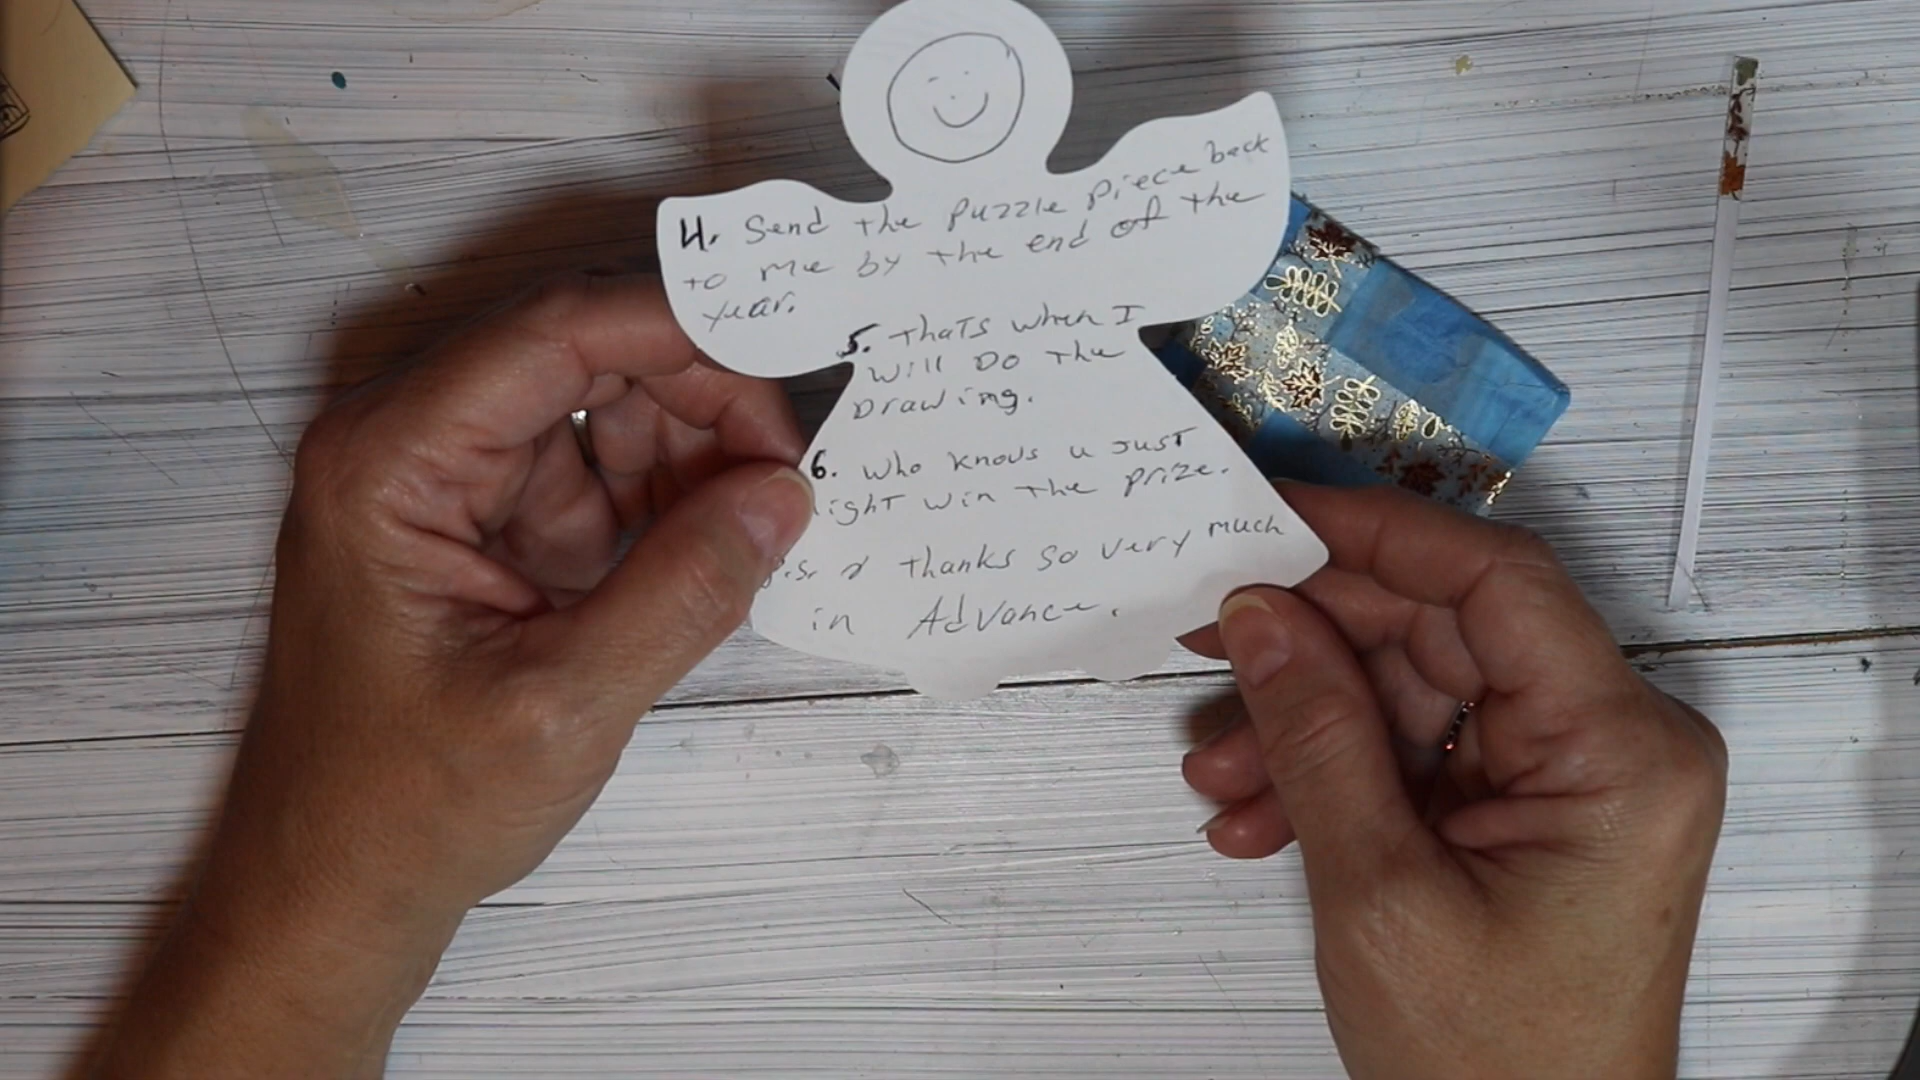 4. Send the puzzle piece back
to me by the end of the
year.
5. thats when I
will Do the
Drawing.
6. who knows u just
ight win the prize.
P.S. thanks so very much
in Advance.